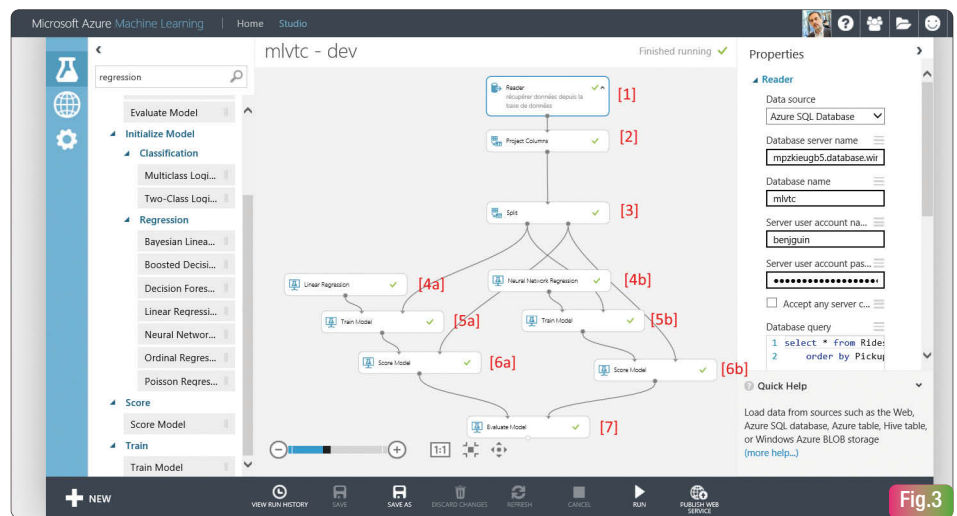 Microsoft Azure Machine Learning | Home Studio
regression
Evaluate Model
Initialize Model
Classification
Multiclass Logi...
Two-Class Logi...
Regression
Bayesian Linea...
Boosted Decisi...
Decision Fores...
Linear Regressi...
Neural Networ...
Ordinal Regres...
Poisson Regres...
Score
Score Model
Train
Train Model
mlvtc - dev
Finished running
Reader
récupérer données depuis la
base de données
[1]
Project Columns
[2]
Split
[3]
Linear Regression
[4a]
Neural Network Regression
[4b]
Train Model
[5a]
Train Model
[5b]
Score Model
[6a]
Score Model
[6b]
Evaluate Model
[7]
1:1
Properties
Reader
Data source
Azure SQL Database
Database server name
mpzkieugb5.database.wir
Database name
mlvtc
Server user account na...
benjguin
Server user account pas...
Accept any server c...
Database query
1 select * from Rides
2 order by Pickup
Quick Help
Load data from sources such as the Web,
Azure SQL database, Azure table, Hive table,
or Windows Azure BLOB storage
(more help...)
NEW
VIEW RUN HISTORY
SAVE
SAVE AS
DISCARD CHANGES
REFRESH
CANCEL
RUN
PUBLISH WEB
SERVICE
Fig.3